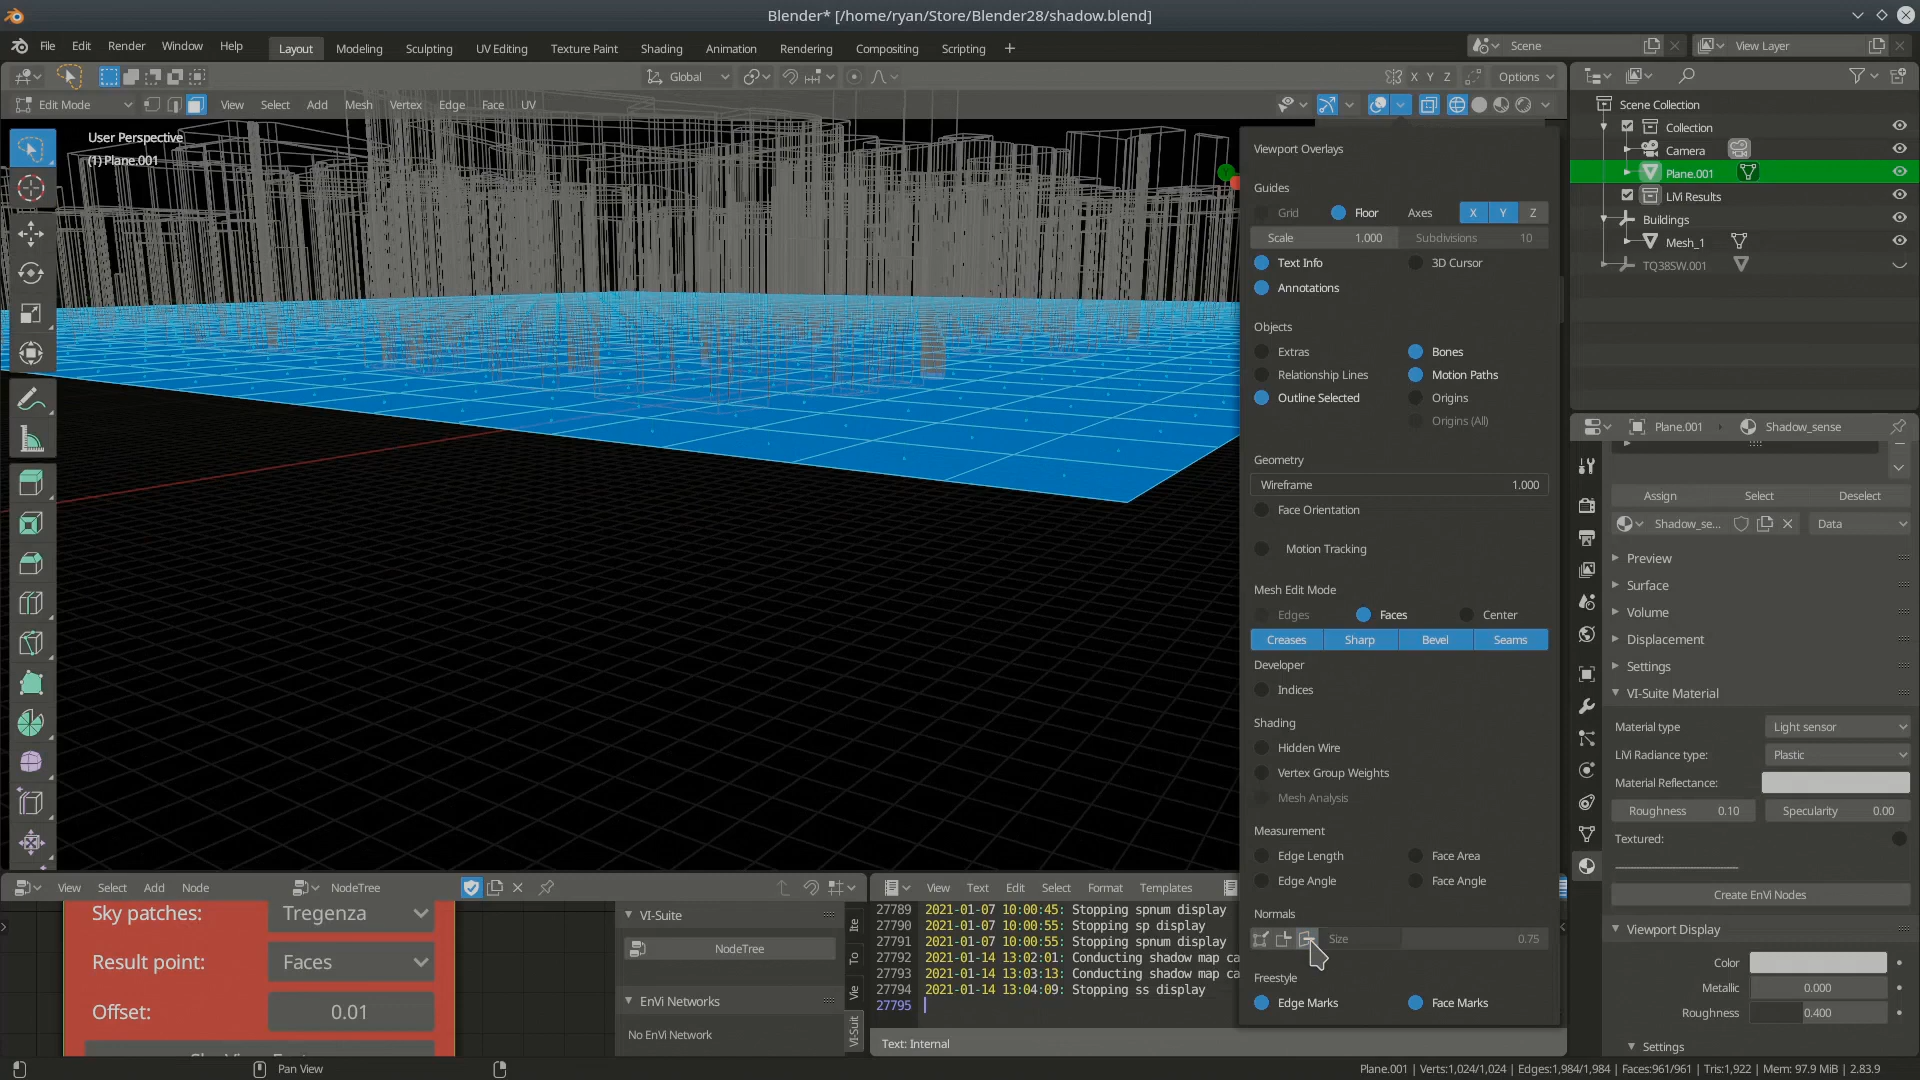 Blender* [/home/ryan/Store/Blender28/shadow.blend]
File Edit Render Window Help Layout Modeling Sculpting UV Editing Texture Paint Shading Animation Rendering Compositing Scripting + Scene View Layer
Global X Y Z Options
Edit Mode View Select Add Mesh Vertex Edge Face UV
User Perspective
(1) Plane.001
Viewport Overlays
Guides
Grid Floor Axes X Y Z
Scale 1.000 Subdivisions 10
Text Info 3D Cursor
Annotations
Objects
Extras Bones
Relationship Lines Motion Paths
Outline Selected Origins
Origins (All)
Geometry
Wireframe 1.000
Face Orientation
Motion Tracking
Mesh Edit Mode
Edges Faces Center
Creases Sharp Bevel Seams
Developer
Indices
Shading
Hidden Wire
Vertex Group Weights
Mesh Analysis
Measurement
Edge Length Face Area
Edge Angle Face Angle
Normals
Size 0.75
Freestyle
Edge Marks Face Marks
Scene Collection
Collection
Camera
Plane.001
LiVi Results
Buildings
Mesh_1
TQ38SW.001
Plane.001 Shadow_sense
Assign Select Deselect
Shadow_se... Data
Preview
Surface
Volume
Displacement
Settings
VI-Suite Material
Material type Light sensor
LiVi Radiance type: Plastic
Material Reflectance:
Roughness 0.10 Specularity 0.00
Textured:
Create EnVi Nodes
Viewport Display
Color
Metallic 0.000
Roughness 0.400
Settings
View Select Add Node NodeTree
Sky patches: Tregenza
Result point: Faces
Offset: 0.01
VI-Suite
NodeTree
EnVi Networks
No EnVi Network
Ite
To
Vie
VI-Suit
View Text Edit Select Format Templates
27789 2021-01-07 10:00:45: Stopping spnum display
27790 2021-01-07 10:00:55: Stopping sp display
27791 2021-01-07 10:00:55: Stopping spnum display
27792 2021-01-14 13:02:01: Conducting shadow map ca
27793 2021-01-14 13:03:13: Conducting shadow map ca
27794 2021-01-14 13:04:09: Stopping ss display
27795
Text: Internal
Pan View
Plane.001 | Verts:1,024/1,024 | Edges:1,984/1,984 | Faces:961/961 | Tris:1,922 | Mem: 97.9 MiB | 2.83.9